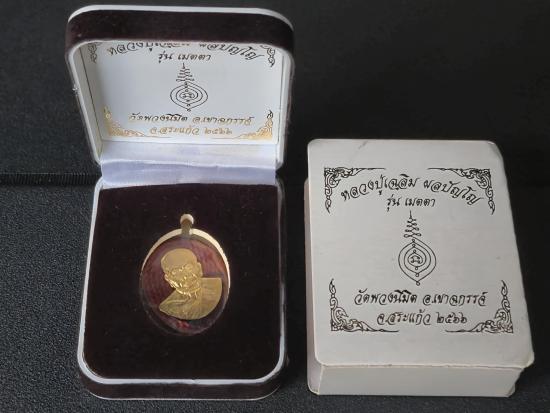 หลวงปู่เฉลิม ผลปัญโญ
รุ่น เมตตา
วัดพวงนิมิต อ.เขาฉกรรจ์
จ.สระแก้ว ๒๕๖๖
หลวงปู่เฉลิม ผลปัญโญ
รุ่น เมตตา
วัดพวงนิมิต อ.เขาฉกรรจ์
จ.สระแก้ว ๒๕๖๖